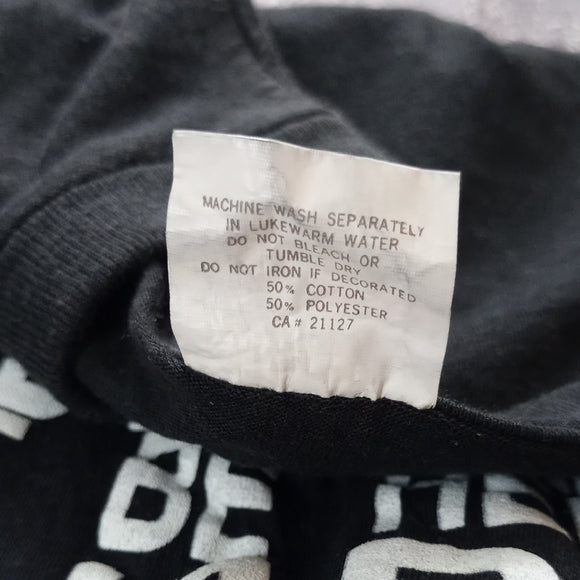 MACHINE WASH SEPARATELY
IN LUKEWARM WATER
DO NOT BLEACH OR
TUMBLE DRY
DO NOT IRON IF DECORATED
50% COTTON
50% POLYESTER
CA# 21127